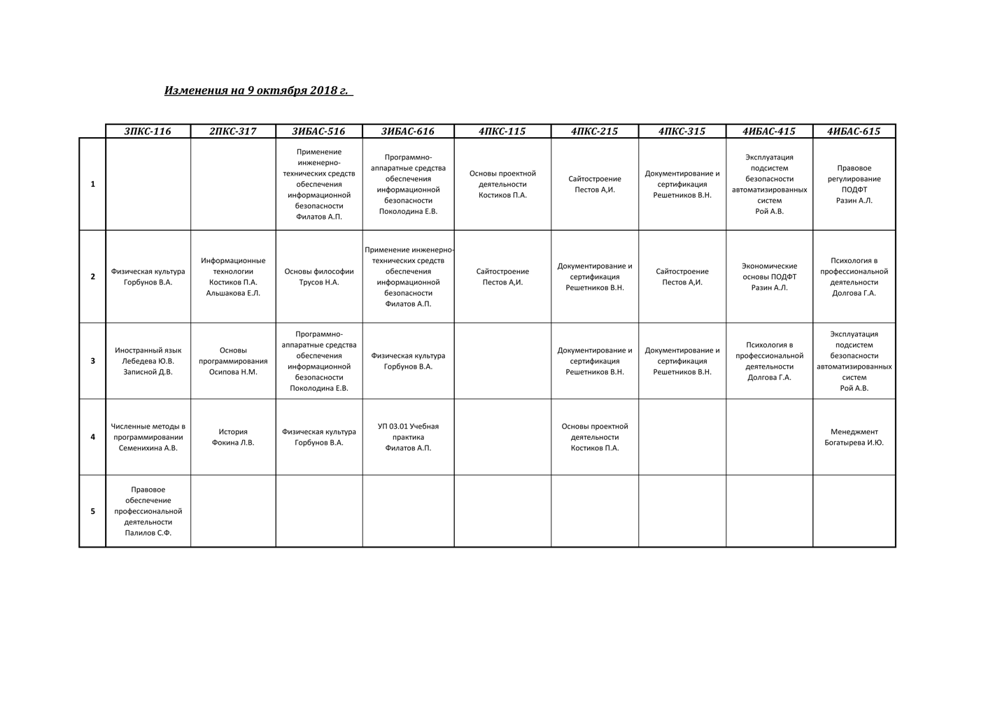 Изменения на 9 октября 2018 г.
3ПКС-116 2ПКС-317 3ИБАС-516 3ИБАС-616 4ПКС-115 4ПКС-215 4ПКС-315 4ИБАС-415 4ИБАС-615
1
Применение
инженерно-
технических средств
обеспечения
информационной
безопасности
Филатов А.П.
Программно-
аппаратные средства
обеспечения
информационной
безопасности
Поколодина Е.В.
Основы проектной
деятельности
Костиков П.А.
Сайтостроение
Пестов А,И.
Документирование и
сертификация
Решетников В.Н.
Эксплуатация
подсистем
безопасности
автоматизированных
систем
Рой А.В.
Правовое
регулирование
ПОДФТ
Разин А.Л.
2
Физическая культура
Горбунов В.А.
Информационные
технологии
Костиков П.А.
Альшакова Е.Л.
Основы философии
Трусов Н.А.
Применение инженерно-
технических средств
обеспечения
информационной
безопасности
Филатов А.П.
Сайтостроение
Пестов А,И.
Документирование и
сертификация
Решетников В.Н.
Сайтостроение
Пестов А,И.
Экономические
основы ПОДФТ
Разин А.Л.
Психология в
профессиональной
деятельности
Долгова Г.А.
3
Иностранный язык
Лебедева Ю.В.
Записной Д.В.
Основы
программирования
Осипова Н.М.
Программно-
аппаратные средства
обеспечения
информационной
безопасности
Поколодина Е.В.
Физическая культура
Горбунов В.А.
Документирование и
сертификация
Решетников В.Н.
Документирование и
сертификация
Решетников В.Н.
Психология в
профессиональной
деятельности
Долгова Г.А.
Эксплуатация
подсистем
безопасности
автоматизированных
систем
Рой А.В.
4
Численные методы в
программировании
Семенихина А.В.
История
Фокина Л.В.
Физическая культура
Горбунов В.А.
УП 03.01 Учебная
практика
Филатов А.П.
Основы проектной
деятельности
Костиков П.А.
Менеджмент
Богатырева И.Ю.
5
Правовое
обеспечение
профессиональной
деятельности
Палилов С.Ф.